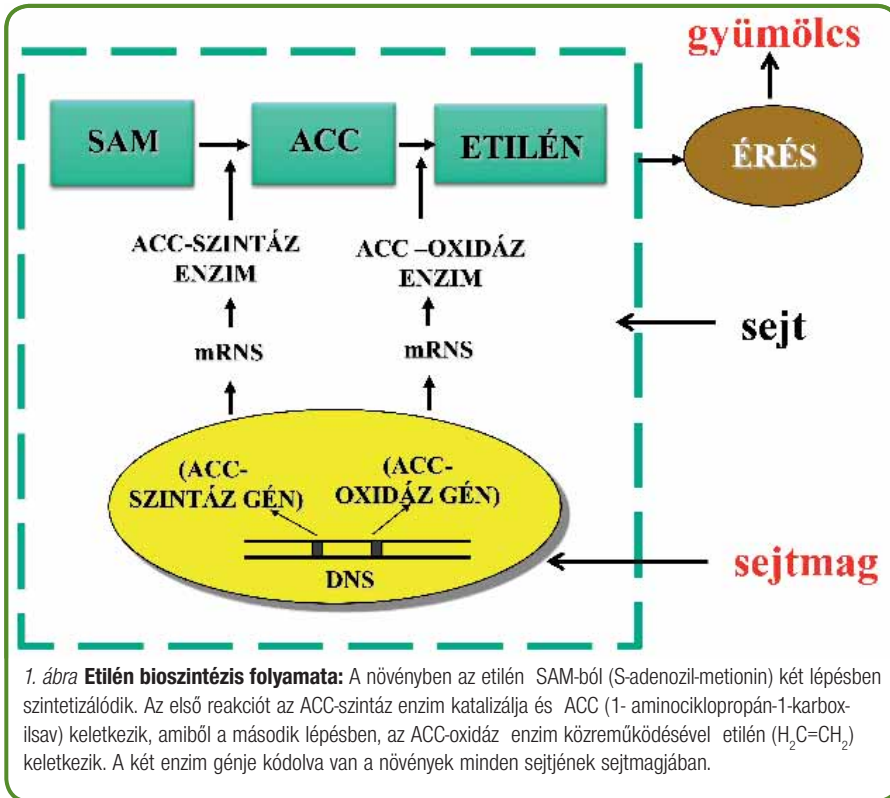 gyümölcs
SAM
ACC
ETILÉN
ÉRÉS
ACC-SZINTÁZ
ENZIM
ACC –OXIDÁZ
ENZIM
sejt
mRNS
mRNS
(ACC-
SZINTÁZ GÉN)
(ACC-
OXIDÁZ GÉN)
DNS
sejtmag
1. ábra Etilén bioszintézis folyamata: A növényben az etilén SAM-ból (S-adenozil-metionin) két lépésben
szintetizálódik. Az első reakciót az ACC-szintáz enzim katalizálja és ACC (1- aminociklopropán-1-karbox-
ilsav) keletkezik, amiből a második lépésben, az ACC-oxidáz enzim közreműködésével etilén (H₂C=CH₂)
keletkezik. A két enzim génje kódolva van a növények minden sejtjének sejtmagjában.